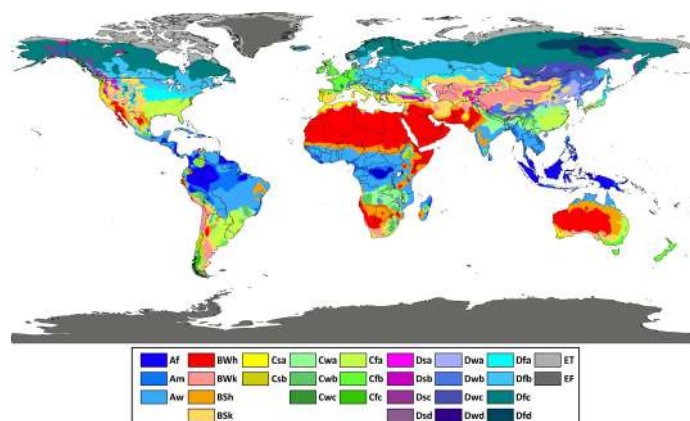 Af BWh Csa Cwa Cfa Dsa Dwa Dfa ET
Am BWk Csb Cwb Cfb Dsb Dwb Dfb EF
Aw BSh Cwc Cfc Dsc Dwc Dfc
BSk Dsd Dwd Dfd